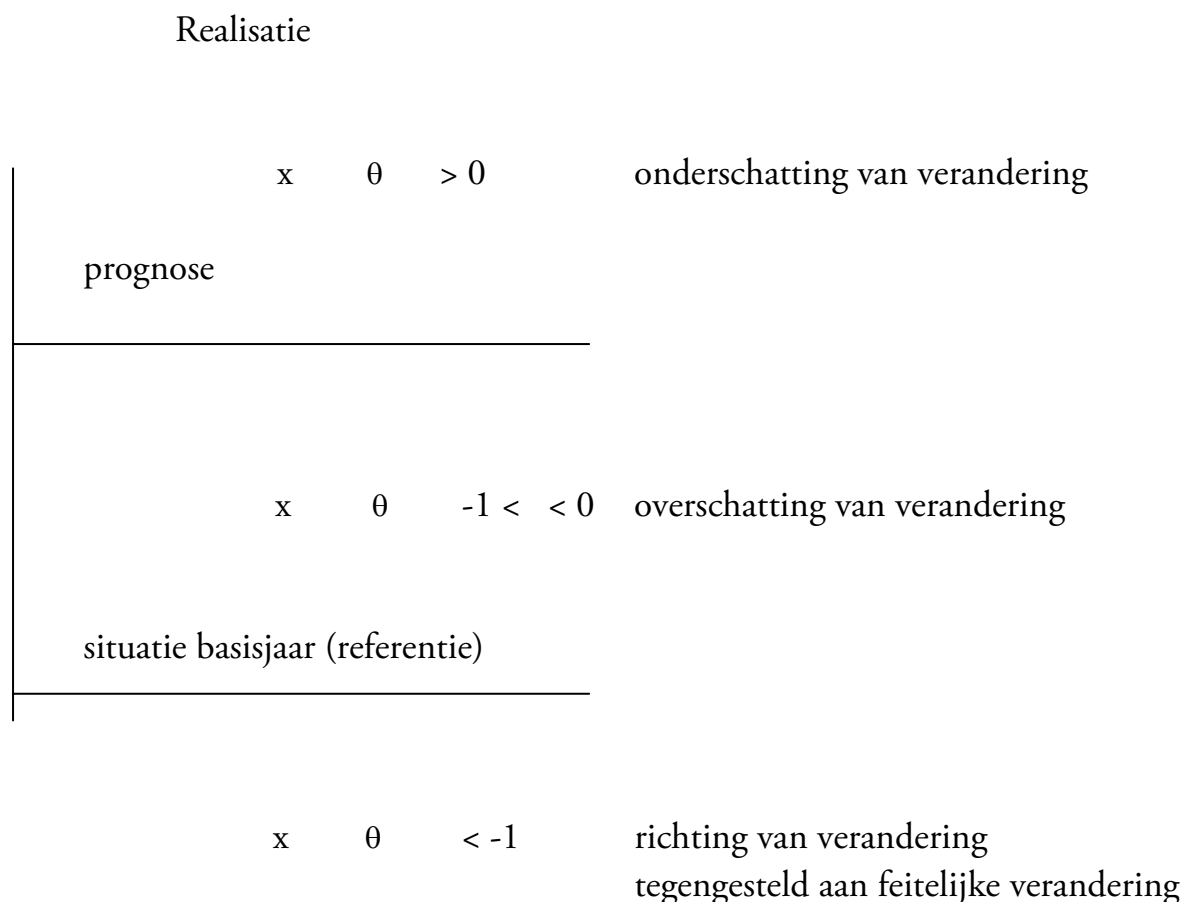 Realisatie
x θ > 0 onderschatting van verandering
prognose
x θ -1 < < 0 overschatting van verandering
situatie basisjaar (referentie)
x θ < -1 richting van verandering
tegengesteld aan feitelijke verandering